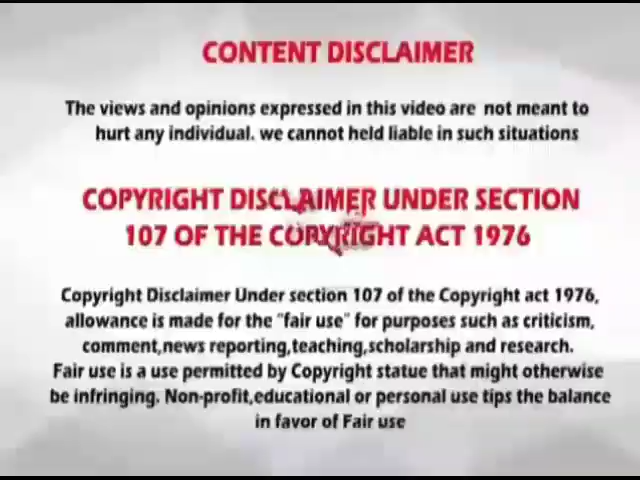 CONTENT DISCLAIMER
The views and opinions expressed in this video are not meant to
hurt any individual. we cannot held liable in such situations
COPYRIGHT DISCLAIMER UNDER SECTION
107 OF THE COPYRIGHT ACT 1976
Copyright Disclaimer Under section 107 of the Copyright act 1976,
allowance is made for the "fair use" for purposes such as criticism,
comment,news reporting,teaching,scholarship and research.
Fair use is a use permitted by Copyright statue that might otherwise
be infringing. Non-profit,educational or personal use tips the balance
in favor of Fair use